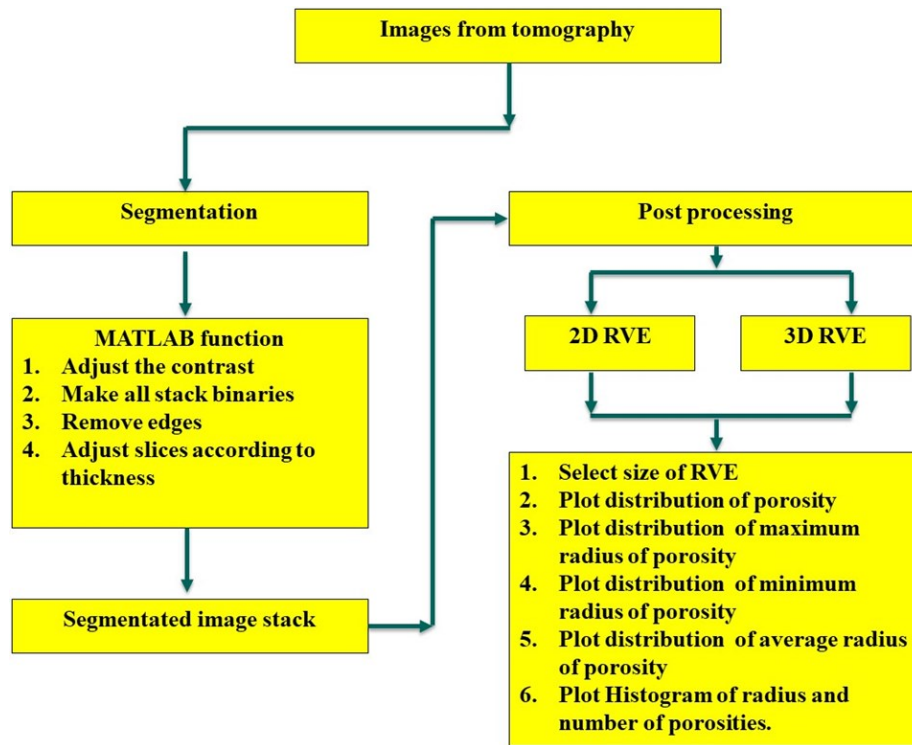 Images from tomography
Segmentation
MATLAB function
1. Adjust the contrast
2. Make all stack binaries
3. Remove edges
4. Adjust slices according to
thickness
Segmentated image stack
Post processing
2D RVE
3D RVE
1. Select size of RVE
2. Plot distribution of porosity
3. Plot distribution of maximum
radius of porosity
4. Plot distribution of minimum
radius of porosity
5. Plot distribution of average radius
of porosity
6. Plot Histogram of radius and
number of porosities.